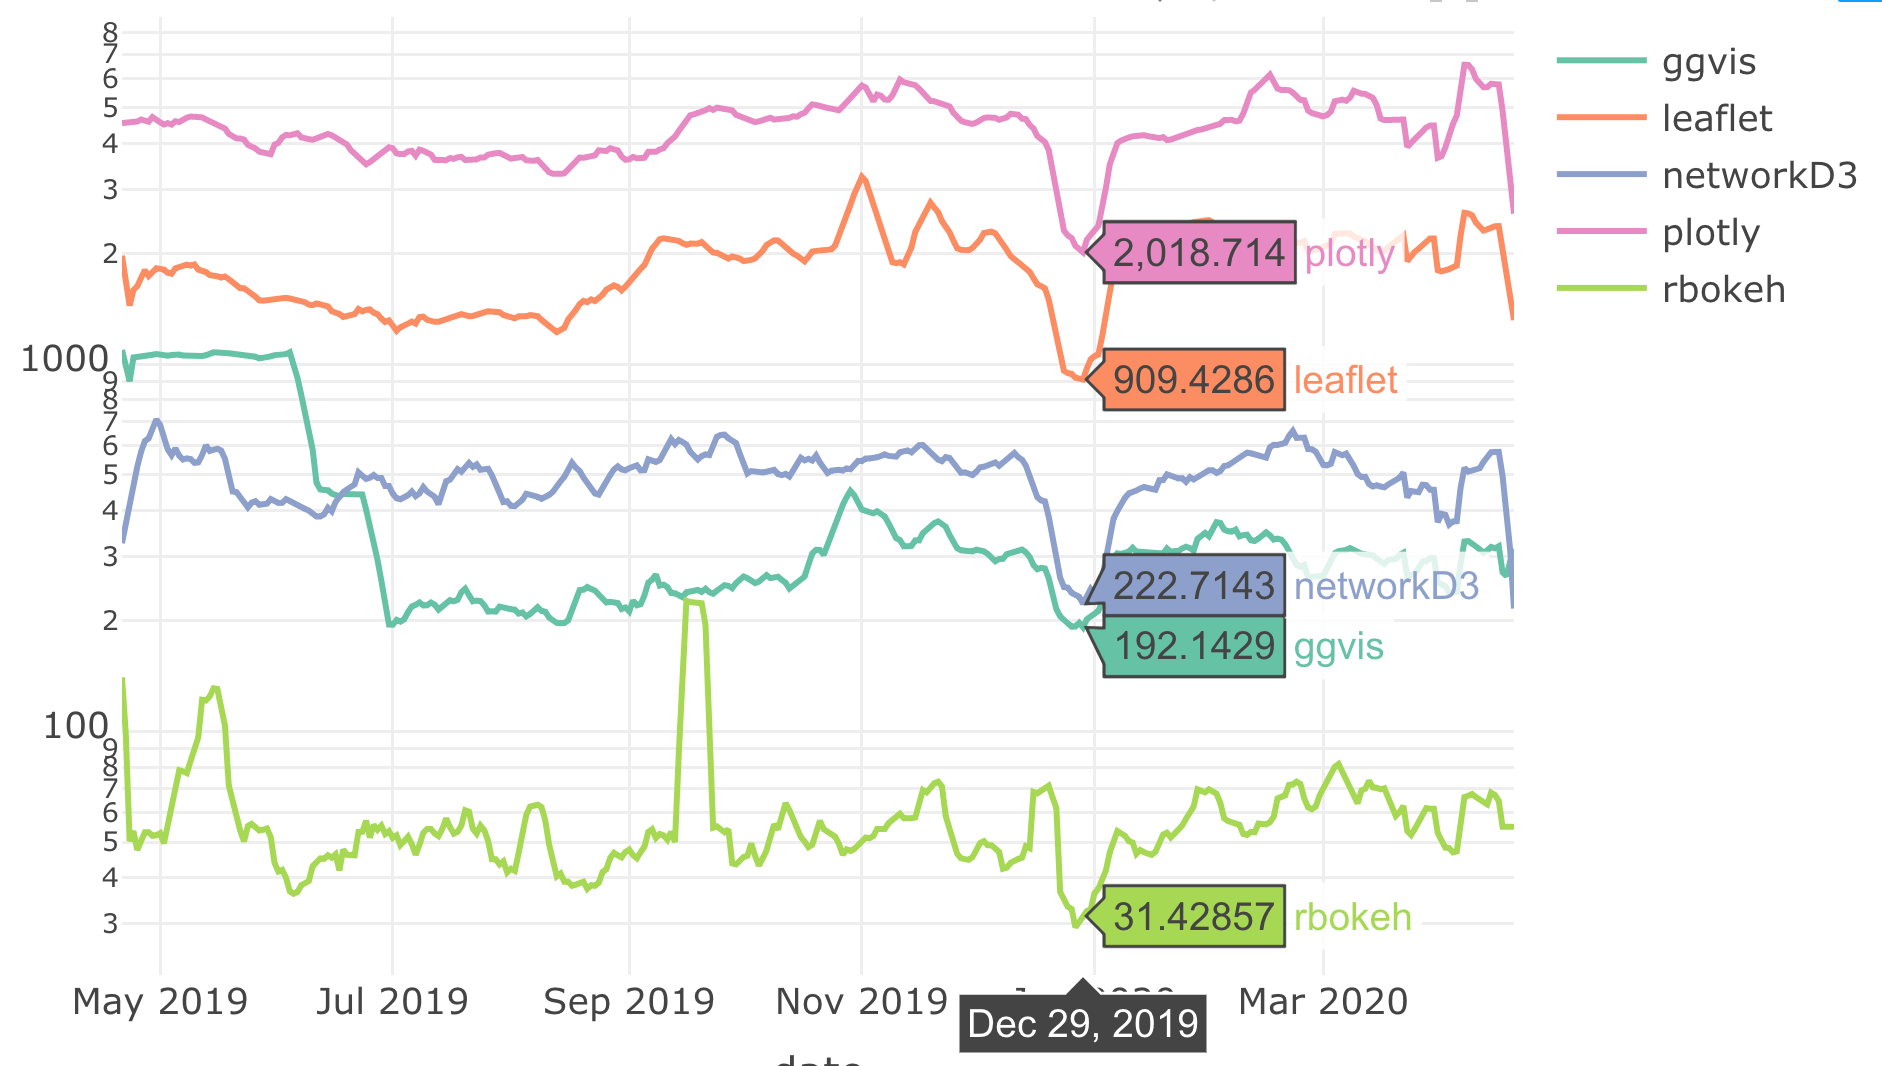 8
7
6
5
4
3
2
1000
9
8
7
6
5
4
3
2
100
9
8
7
6
5
4
3
May 2019
Jul 2019
Sep 2019
Nov 2019
Mar 2020
Dec 29, 2019
2,018.714 plotly
909.4286 leaflet
222.7143 networkD3
192.1429 ggvis
31.42857 rbokeh
ggvis
leaflet
networkD3
plotly
rbokeh